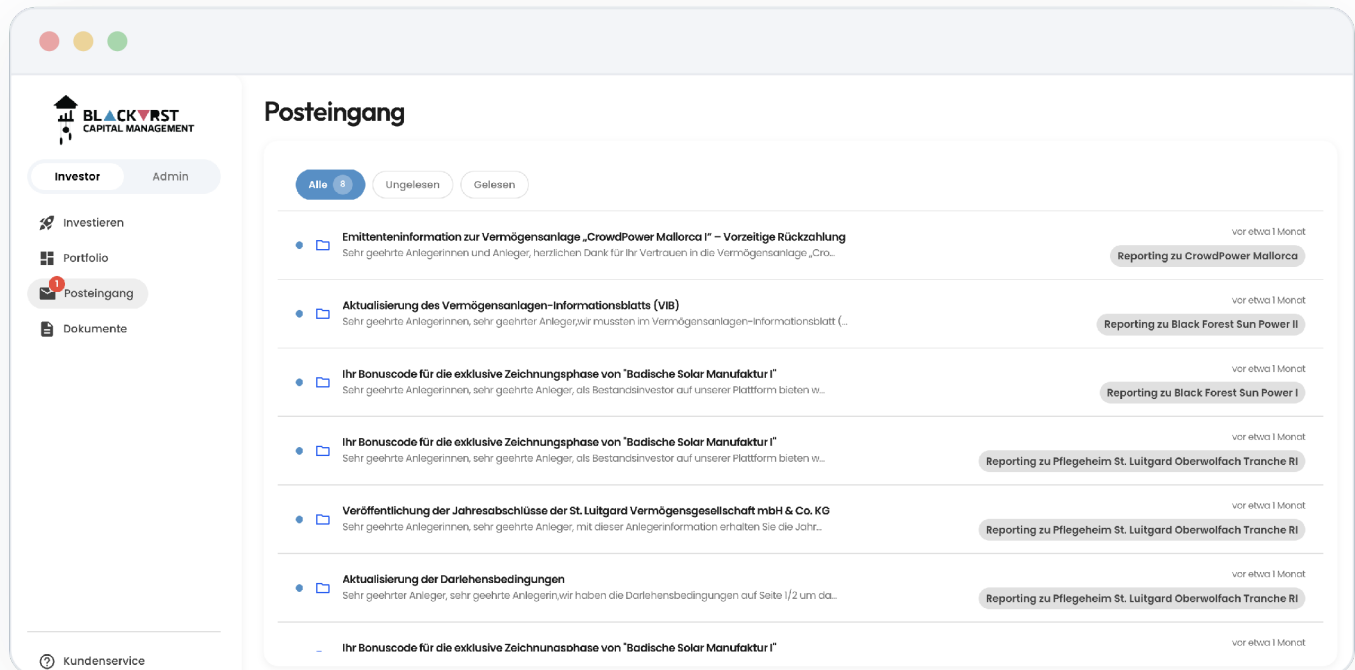 BLACKVRST
CAPITAL MANAGEMENT
Investor
Admin
Investieren
Portfolio
1
Posteingang
Dokumente
Kundenservice
Posteingang
Alle 8
Ungelesen
Gelesen
Emittenteninformation zur Vermögensanlage „CrowdPower Mallorca I“ – Vorzeitige Rückzahlung
Sehr geehrte Anlegerinnen und Anleger, herzlichen Dank für Ihr Vertrauen in die Vermögensanlage „Cro...
vor etwa 1 Monat
Reporting zu CrowdPower Mallorca
Aktualisierung des Vermögensanlagen-Informationsblatts (VIB)
Sehr geehrte Anlegerinnen, sehr geehrter Anleger,wir mussten im Vermögensanlagen-Informationsblatt (...
vor etwa 1 Monat
Reporting zu Black Forest Sun Power II
Ihr Bonuscode für die exklusive Zeichnungsphase von "Badische Solar Manufaktur I"
Sehr geehrte Anlegerinnen, sehr geehrte Anleger, als Bestandsinvestor auf unserer Plattform bieten w...
vor etwa 1 Monat
Reporting zu Black Forest Sun Power I
Ihr Bonuscode für die exklusive Zeichnungsphase von "Badische Solar Manufaktur I"
Sehr geehrte Anlegerinnen, sehr geehrte Anleger, als Bestandsinvestor auf unserer Plattform bieten w...
vor etwa 1 Monat
Reporting zu Pflegeheim St. Luitgard Oberwolfach Tranche RI
Veröffentlichung der Jahresabschlüsse der St. Luitgard Vermögensgesellschaft mbH & Co. KG
Sehr geehrte Anlegerinnen, sehr geehrte Anleger, mit dieser Anlegerinformation erhalten Sie die Jahr...
vor etwa 1 Monat
Reporting zu Pflegeheim St. Luitgard Oberwolfach Tranche RI
Aktualisierung der Darlehensbedingungen
Sehr geehrter Anleger, sehr geehrte Anlegerin,wir haben die Darlehensbedingungen auf Seite 1/2 um da...
vor etwa 1 Monat
Reporting zu Pflegeheim St. Luitgard Oberwolfach Tranche RI
Ihr Bonuscode für die exklusive Zeichnungsphase von "Badische Solar Manufaktur I"
vor etwa 1 Monat